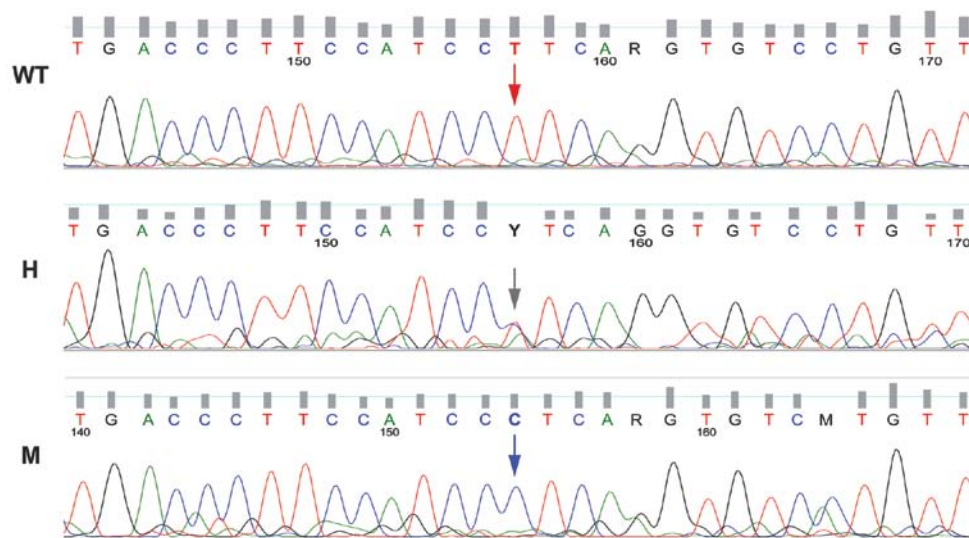 T G A C C C T T C C A T C C T T C A R G T G T C C T G T T
150 160 170
WT
T G A C C C T T C C A T C C Y T C A G G T G T C C T G T T
150 160 170
H
T G A C C C T T C C A T C C C T C A R G T G T C M T G T T
140 150 160
M